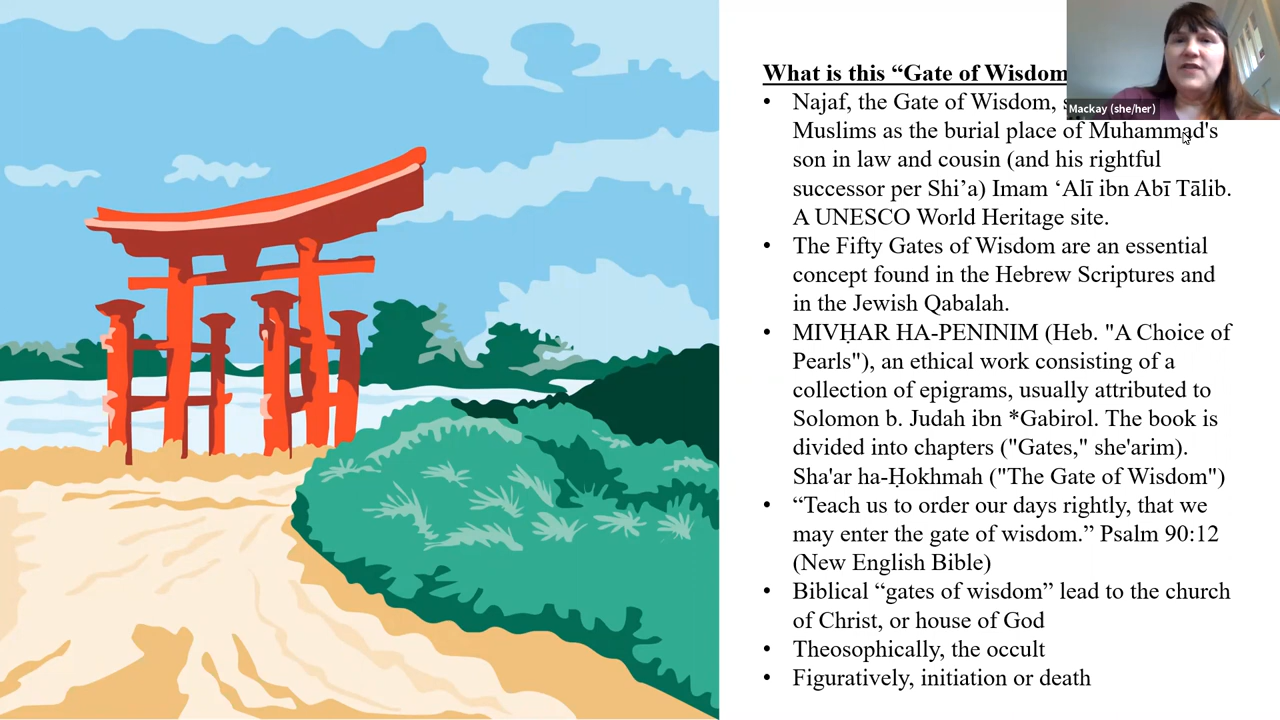 What is this “Gate of Wisdom
Mackay (she/her)
• Najaf, the Gate of Wisdom,
Muslims as the burial place of Muhammad's
son in law and cousin (and his rightful
successor per Shi’a) Imam ‘Alī ibn Abī Tālib.
A UNESCO World Heritage site.
• The Fifty Gates of Wisdom are an essential
concept found in the Hebrew Scriptures and
in the Jewish Qabalah.
• MIVḤAR HA-PENINIM (Heb. "A Choice of
Pearls"), an ethical work consisting of a
collection of epigrams, usually attributed to
Solomon b. Judah ibn *Gabirol. The book is
divided into chapters ("Gates," she'arim).
Sha'ar ha-Ḥokhmah ("The Gate of Wisdom")
• “Teach us to order our days rightly, that we
may enter the gate of wisdom.” Psalm 90:12
(New English Bible)
• Biblical “gates of wisdom” lead to the church
of Christ, or house of God
• Theosophically, the occult
• Figuratively, initiation or death